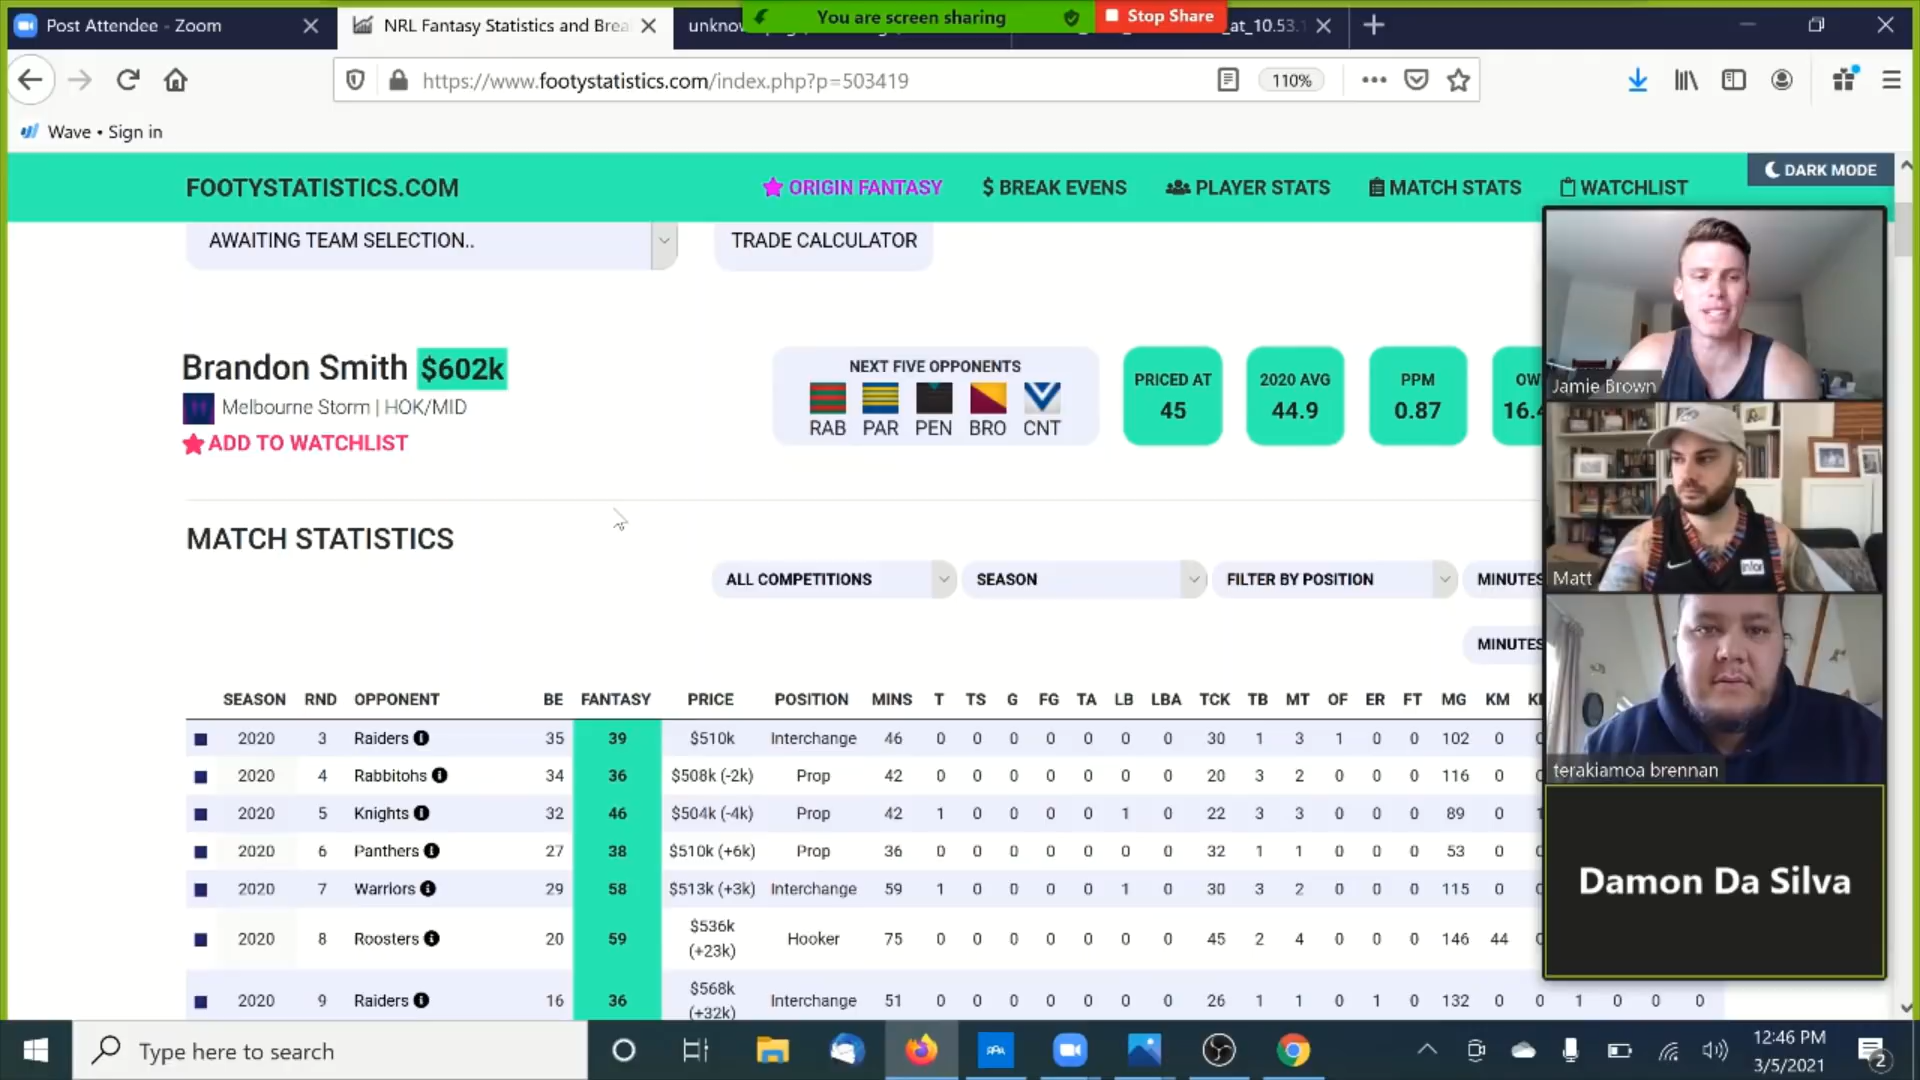 Post Attendee - Zoom
NRL Fantasy Statistics and Brea
unknow
_at_10.53.1
You are screen sharing
Stop Share
https://www.footystatistics.com/index.php?p=503419
110%
Wave • Sign in
FOOTYSTATISTICS.COM
ORIGIN FANTASY
$ BREAK EVENS
PLAYER STATS
MATCH STATS
WATCHLIST
DARK MODE
AWAITING TEAM SELECTION..
TRADE CALCULATOR
Brandon Smith $602k
Melbourne Storm | HOK/MID
ADD TO WATCHLIST
NEXT FIVE OPPONENTS
RAB PAR PEN BRO CNT
PRICED AT
45
2020 AVG
44.9
PPM
0.87
OW
16.4
Jamie Brown
Matt
terakiamoa brennan
Damon Da Silva
MATCH STATISTICS
ALL COMPETITIONS
SEASON
FILTER BY POSITION
MINUTES
MINUTES
SEASON RND OPPONENT BE FANTASY PRICE POSITION MINS T TS G FG TA LB LBA TCK TB MT OF ER FT MG KM
2020 3 Raiders 35 39 $510k Interchange 46 0 0 0 0 0 0 0 30 1 3 1 0 0 102 0
2020 4 Rabbitohs 34 36 $508k (-2k) Prop 42 0 0 0 0 0 0 0 20 3 2 0 0 0 116 0
2020 5 Knights 32 46 $504k (-4k) Prop 42 1 0 0 0 0 1 0 22 3 3 0 0 0 89 0
2020 6 Panthers 27 38 $510k (+6k) Prop 36 0 0 0 0 0 0 0 32 1 1 0 0 0 53 0
2020 7 Warriors 29 58 $513k (+3k) Interchange 59 1 0 0 0 0 1 0 30 3 2 0 0 0 115 0
2020 8 Roosters 20 59 $536k (+23k) Hooker 75 0 0 0 0 0 0 0 45 2 4 0 0 0 146 44
2020 9 Raiders 16 36 $568k (+32k) Interchange 51 0 0 0 0 0 0 0 26 1 1 0 1 0 132 0 0 1 0 0 0
Type here to search
12:46 PM
3/5/2021
2